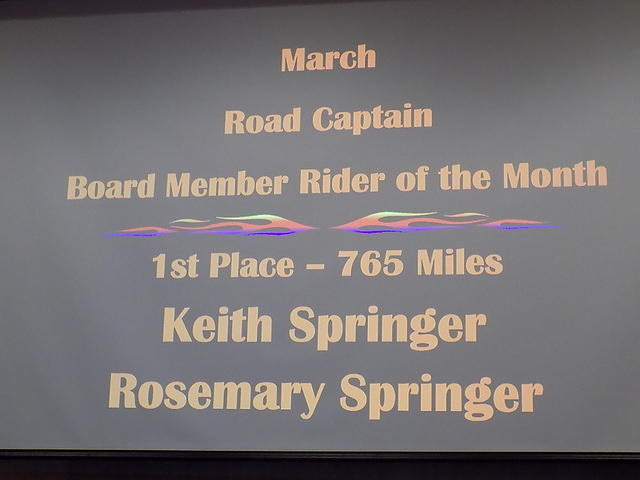 March
Road Captain
Board Member Rider of the Month
1st Place – 765 Miles
Keith Springer
Rosemary Springer